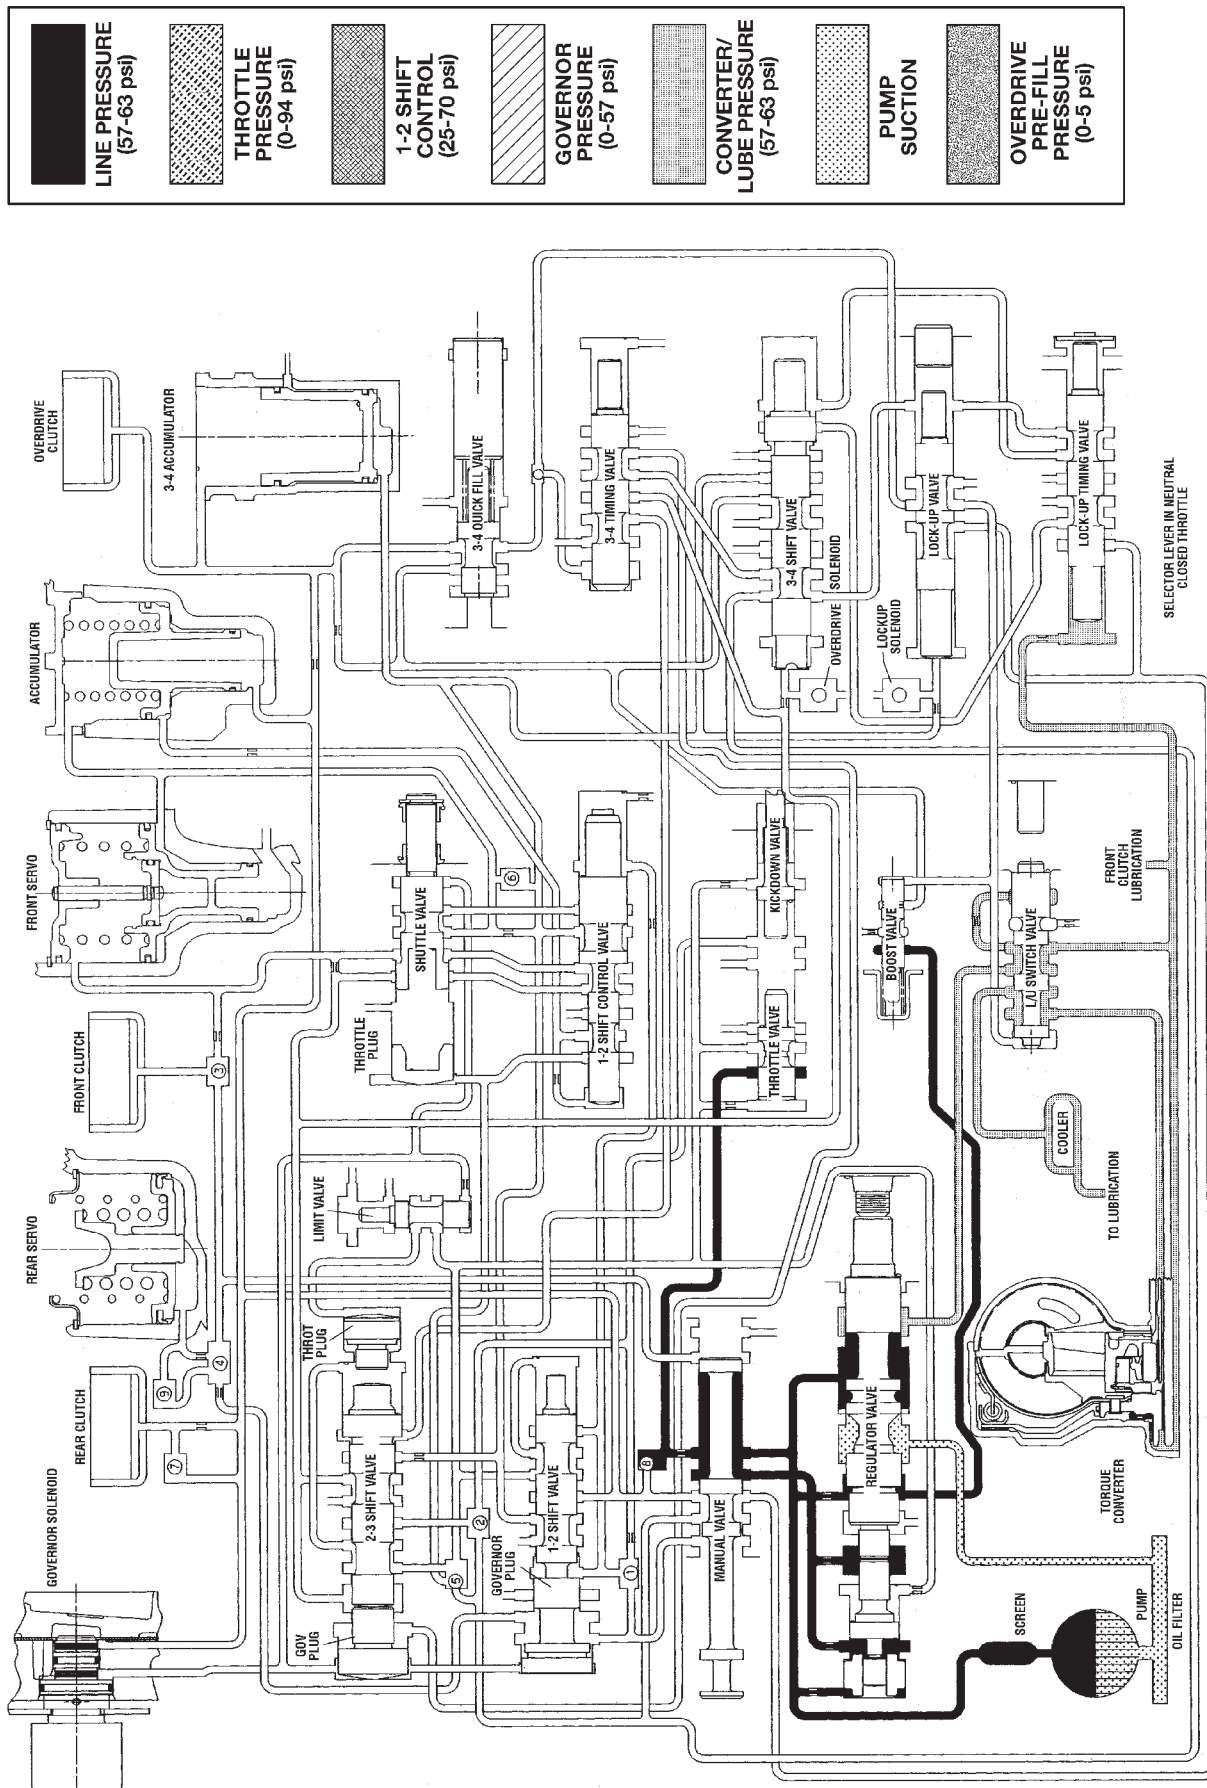 LINE PRESSURE
(57-63 psi)
THROTTLE
PRESSURE
(0-94 psi)
1-2 SHIFT
CONTROL
(25-70 psi)
GOVERNOR
PRESSURE
(0-57 psi)
CONVERTER/
LUBE PRESSURE
(57-63 psi)
PUMP
SUCTION
OVERDRIVE
PRE-FILL
PRESSURE
(0-5 psi)
GOVERNOR SOLENOID
REAR CLUTCH
REAR SERVO
FRONT CLUTCH
FRONT SERVO
ACCUMULATOR
OVERDRIVE
CLUTCH
3-4 ACCUMULATOR
7
9
4
3
GOV
PLUG
2-3 SHIFT VALVE
THROT
PLUG
LIMIT VALVE
THROTTLE
PLUG
SHUTTLE VALVE
6
3-4 QUICK FILL VALVE
5
2
GOVERNOR
PLUG
1-2 SHIFT VALVE
1
1-2 SHIFT CONTROL VALVE
3-4 TIMING VALVE
8
MANUAL VALVE
THROTTLE VALVE
KICKDOWN VALVE
3-4 SHIFT VALVE
OVERDRIVE
SOLENOID
REGULATOR VALVE
BOOST VALVE
LOCKUP
SOLENOID
LOCK-UP VALVE
SCREEN
PUMP
OIL FILTER
TORQUE
CONVERTER
TO LUBRICATION
COOLER
L/U SWITCH VALVE
FRONT
CLUTCH
LUBRICATION
LOCK-UP TIMING VALVE
SELECTOR LEVER IN NEUTRAL
CLOSED THROTTLE